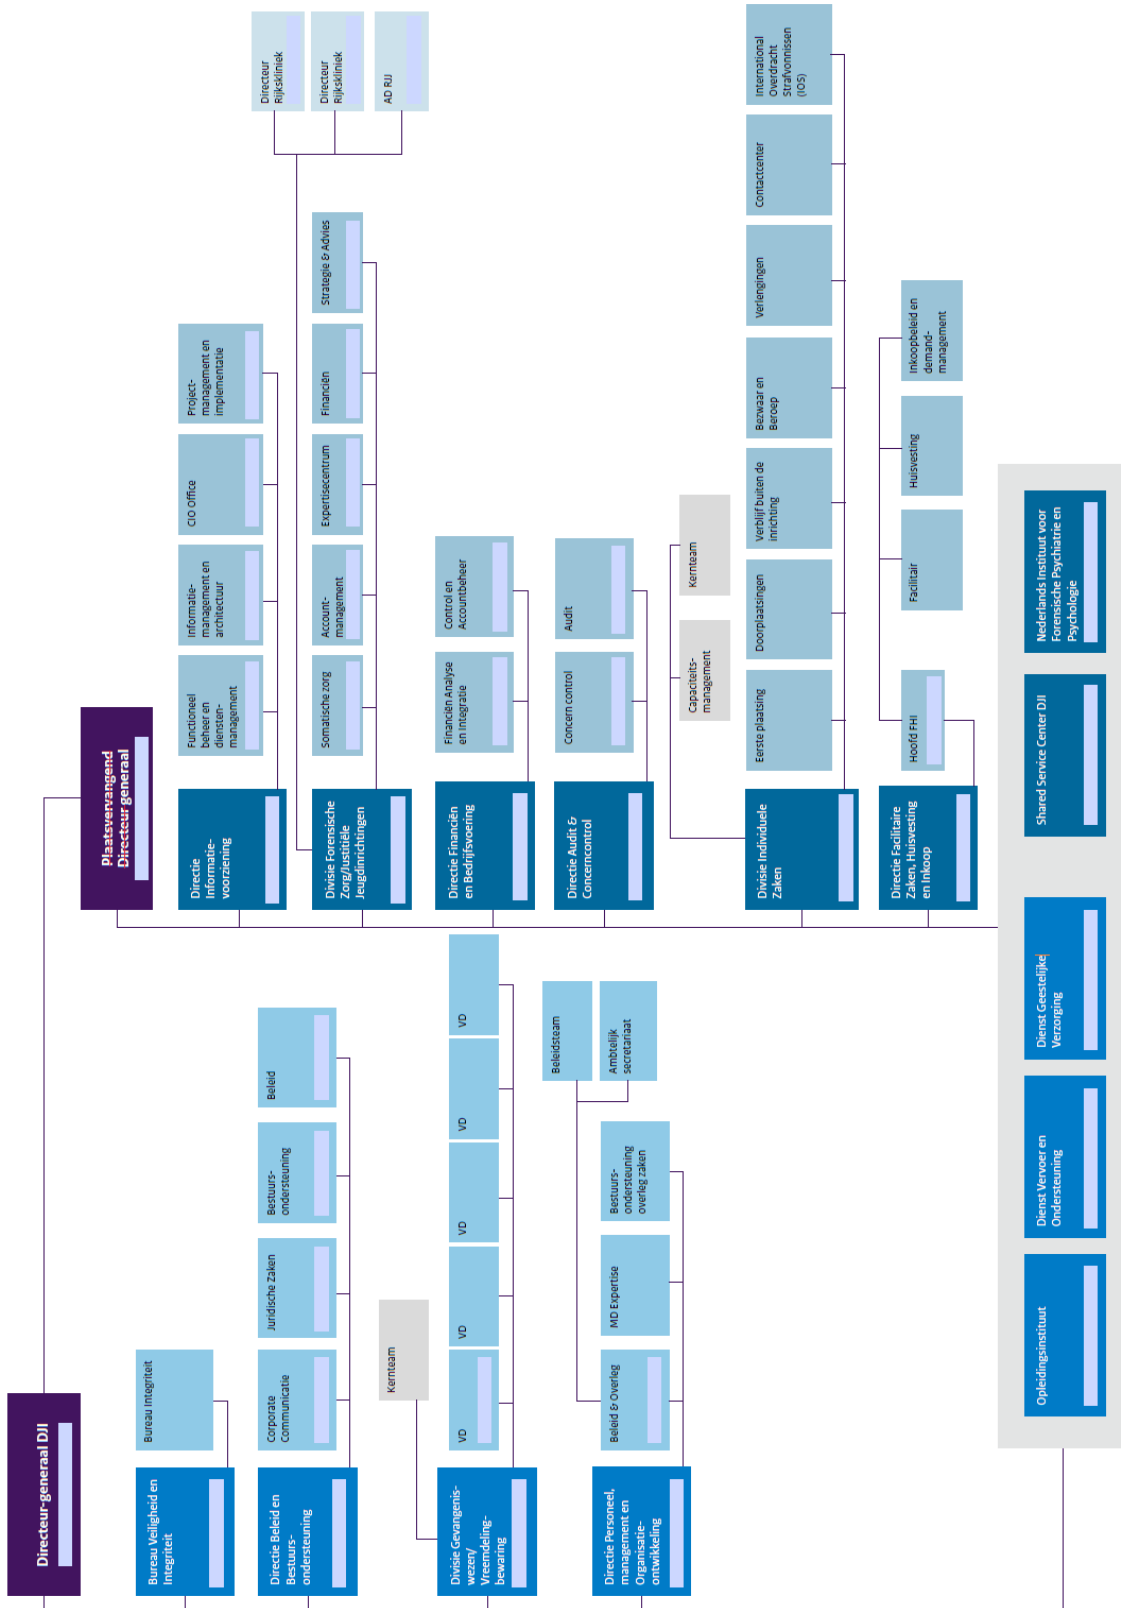 Directeur-generaal DJI
Plaatsvervangend
Directeur generaal
Bureau Veiligheid en
Integriteit
Bureau Integriteit
Directie Beleid en
Bestuurs-
ondersteuning
Corporate
Communicatie
Juridische Zaken
Bestuurs-
ondersteuning
Beleid
Divisie Gevangenis-
wezen/
Vreemdeling-
bewaring
Kernteam
VD
VD
VD
VD
VD
Directie Personeel,
management en
Organisatie-
ontwikkeling
Beleid & Overleg
MD Expertise
Bestuurs-
ondersteuning
overleg zaken
Beleidsteam
Ambtelijk
secretariaat
Directie
Informatie-
voorziening
Functioneel
beheer en
diensten-
management
Informatie-
management en
architectuur
CIO Office
Project-
management en
implementatie
Divisie Forensische
Zorg/Justitiële
Jeugdinrichtingen
Somatische zorg
Account-
management
Expertisecentrum
Financiën
Strategie & Advies
Directeur
Rijkskliniek
Directeur
Rijkskliniek
AD RJJ
Directie Financiën
en Bedrijfsvoering
Financiën Analyse
en Integratie
Control en
Accountbeheer
Directie Audit &
Concerncontrol
Concern control
Audit
Divisie Individuele
Zaken
Capaciteits-
management
Kernteam
Eerste plaatsing
Doorplaatsingen
Verblijf buiten de
inrichting
Bezwaar en
Beroep
Verlengingen
Contactcenter
International
Overdracht
Strafvonnissen
(IOS)
Directie Facilitaire
Zaken, Huisvesting
en Inkoop
Hoofd FHI
Facilitair
Huisvesting
Inkoopbeleid en
demand-
management
Opleidingsinstituut
Dienst Vervoer en
Ondersteuning
Dienst Geestelijke
Verzorging
Shared Service Center DJI
Nederlands Instituut voor
Forensische Psychiatrie en
Psychologie